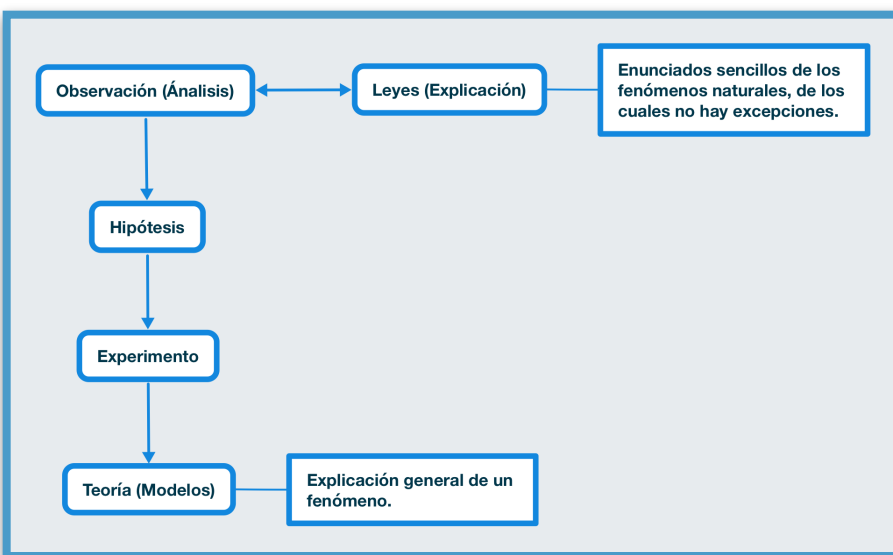 Observación (Ánalisis)
Leyes (Explicación)
Enunciados sencillos de los
fenómenos naturales, de los
cuales no hay excepciones.
Hipótesis
Experimento
Teoría (Modelos)
Explicación general de un
fenómeno.